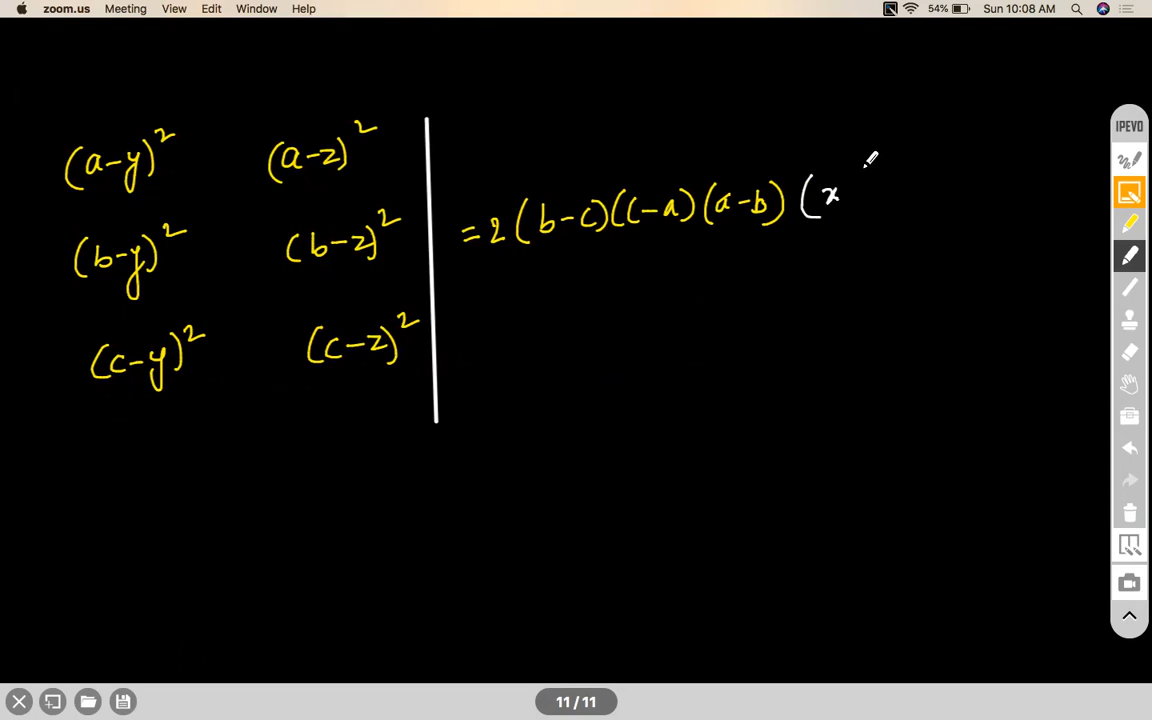 zoom.us Meeting View Edit Window Help 54% Sun 10:08 AM
(a-y)² (a-z)²
= 2 (b-c)(c-a)(a-b) (x
(b-y)² (b-z)²
(c-y)² (c-z)²
IPEVO
11 / 11